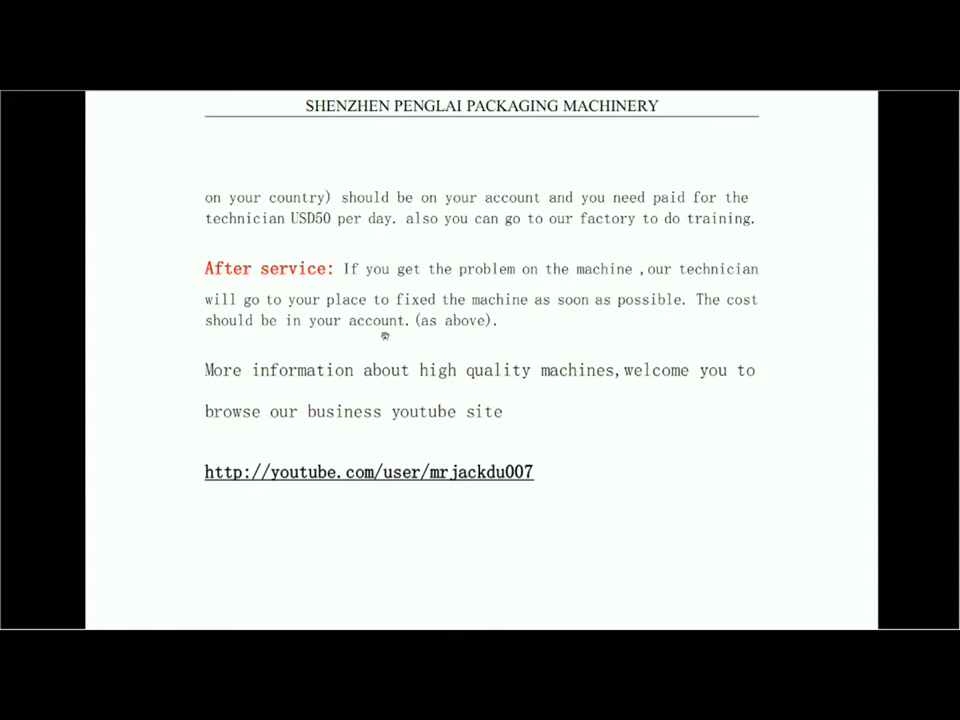 SHENZHEN PENGLAI PACKAGING MACHINERY
on your country) should be on your account and you need paid for the
technician USD50 per day. also you can go to our factory to do training.
After service: If you get the problem on the machine ,our technician
will go to your place to fixed the machine as soon as possible. The cost
should be in your account.(as above).
More information about high quality machines,welcome you to
browse our business youtube site
http://youtube.com/user/mrjackdu007